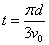 t = πd / 3v₀